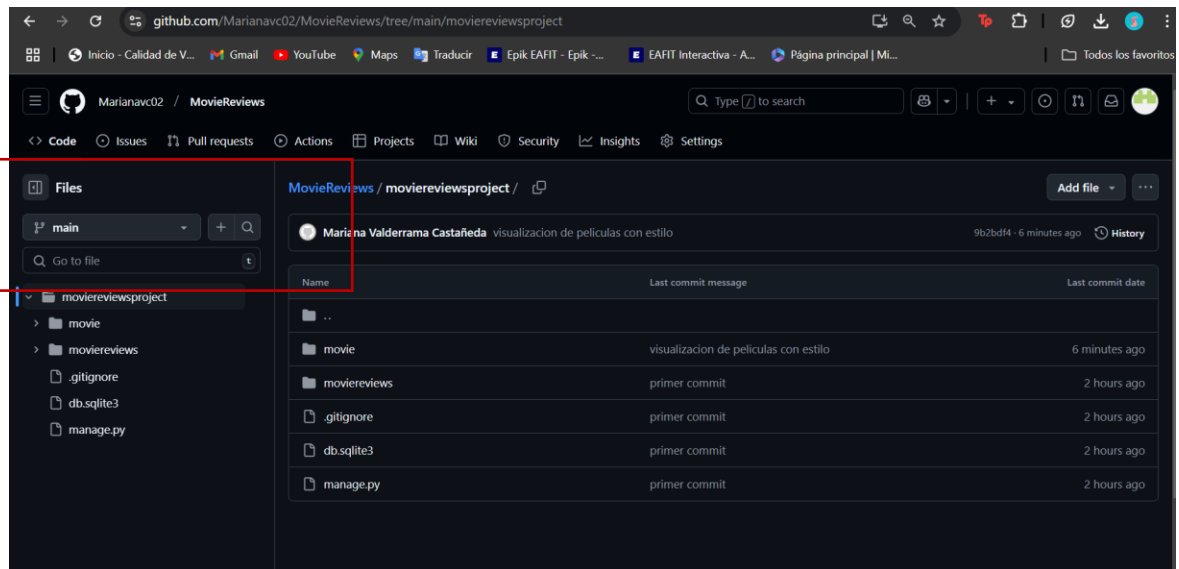 github.com/Marianavc02/MovieReviews/tree/main/moviereviewsproject
Inicio - Calidad de V... Gmail YouTube Maps Traducir Epik EAFIT - Epik -... EAFIT Interactiva - A... Página principal | Mi... Todos los favoritos
Marianavc02 / MovieReviews Type / to search
Code Issues Pull requests Actions Projects Wiki Security Insights Settings
Files
main
Go to file t
moviereviewsproject
movie
moviereviews
.gitignore
db.sqlite3
manage.py
MovieReviews / moviereviewsproject / Add file
Mariana Valderrama Castañeda visualizacion de peliculas con estilo 9b2bdf4 · 6 minutes ago History
Name Last commit message Last commit date
..
movie visualizacion de peliculas con estilo 6 minutes ago
moviereviews primer commit 2 hours ago
.gitignore primer commit 2 hours ago
db.sqlite3 primer commit 2 hours ago
manage.py primer commit 2 hours ago